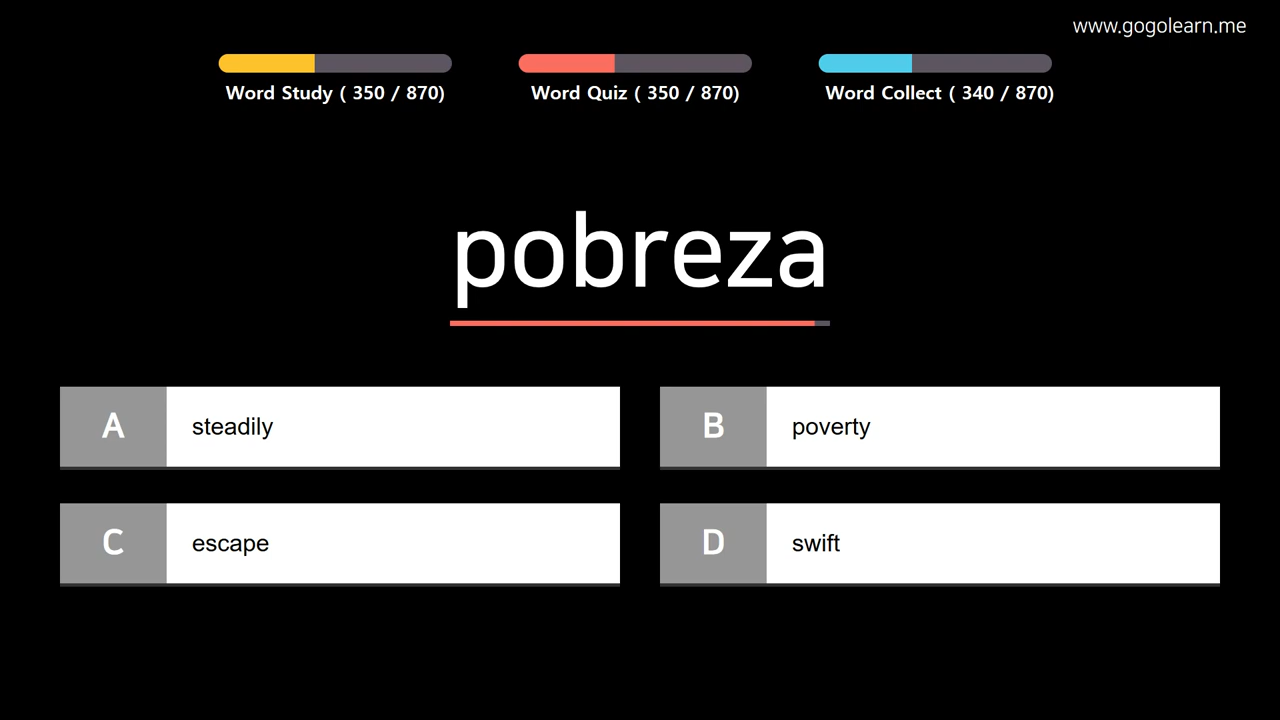 www.gogolearn.me
Word Study ( 350 / 870)
Word Quiz ( 350 / 870)
Word Collect ( 340 / 870)
pobreza
A steadily
B poverty
C escape
D swift